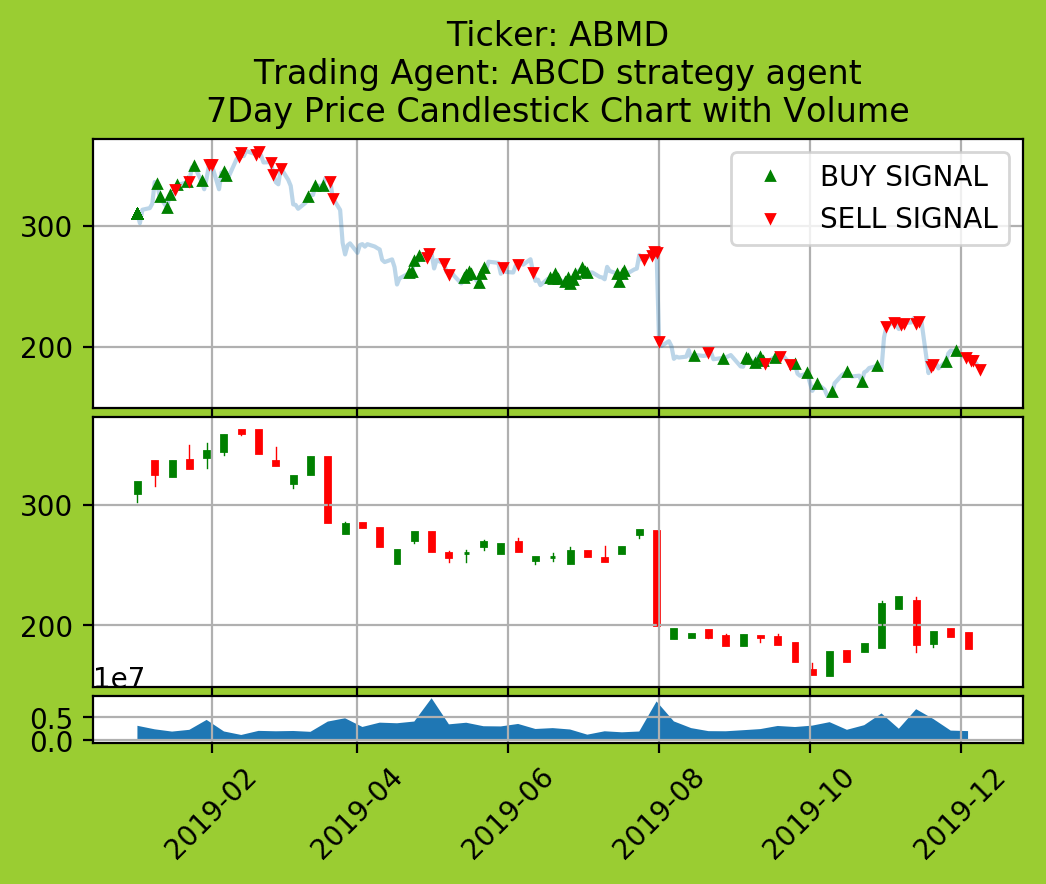 Ticker: ABMD
Trading Agent: ABCD strategy agent
7Day Price Candlestick Chart with Volume
BUY SIGNAL
SELL SIGNAL
300
200
300
200
1e7
0.5
0.0
2019-02
2019-04
2019-06
2019-08
2019-10
2019-12